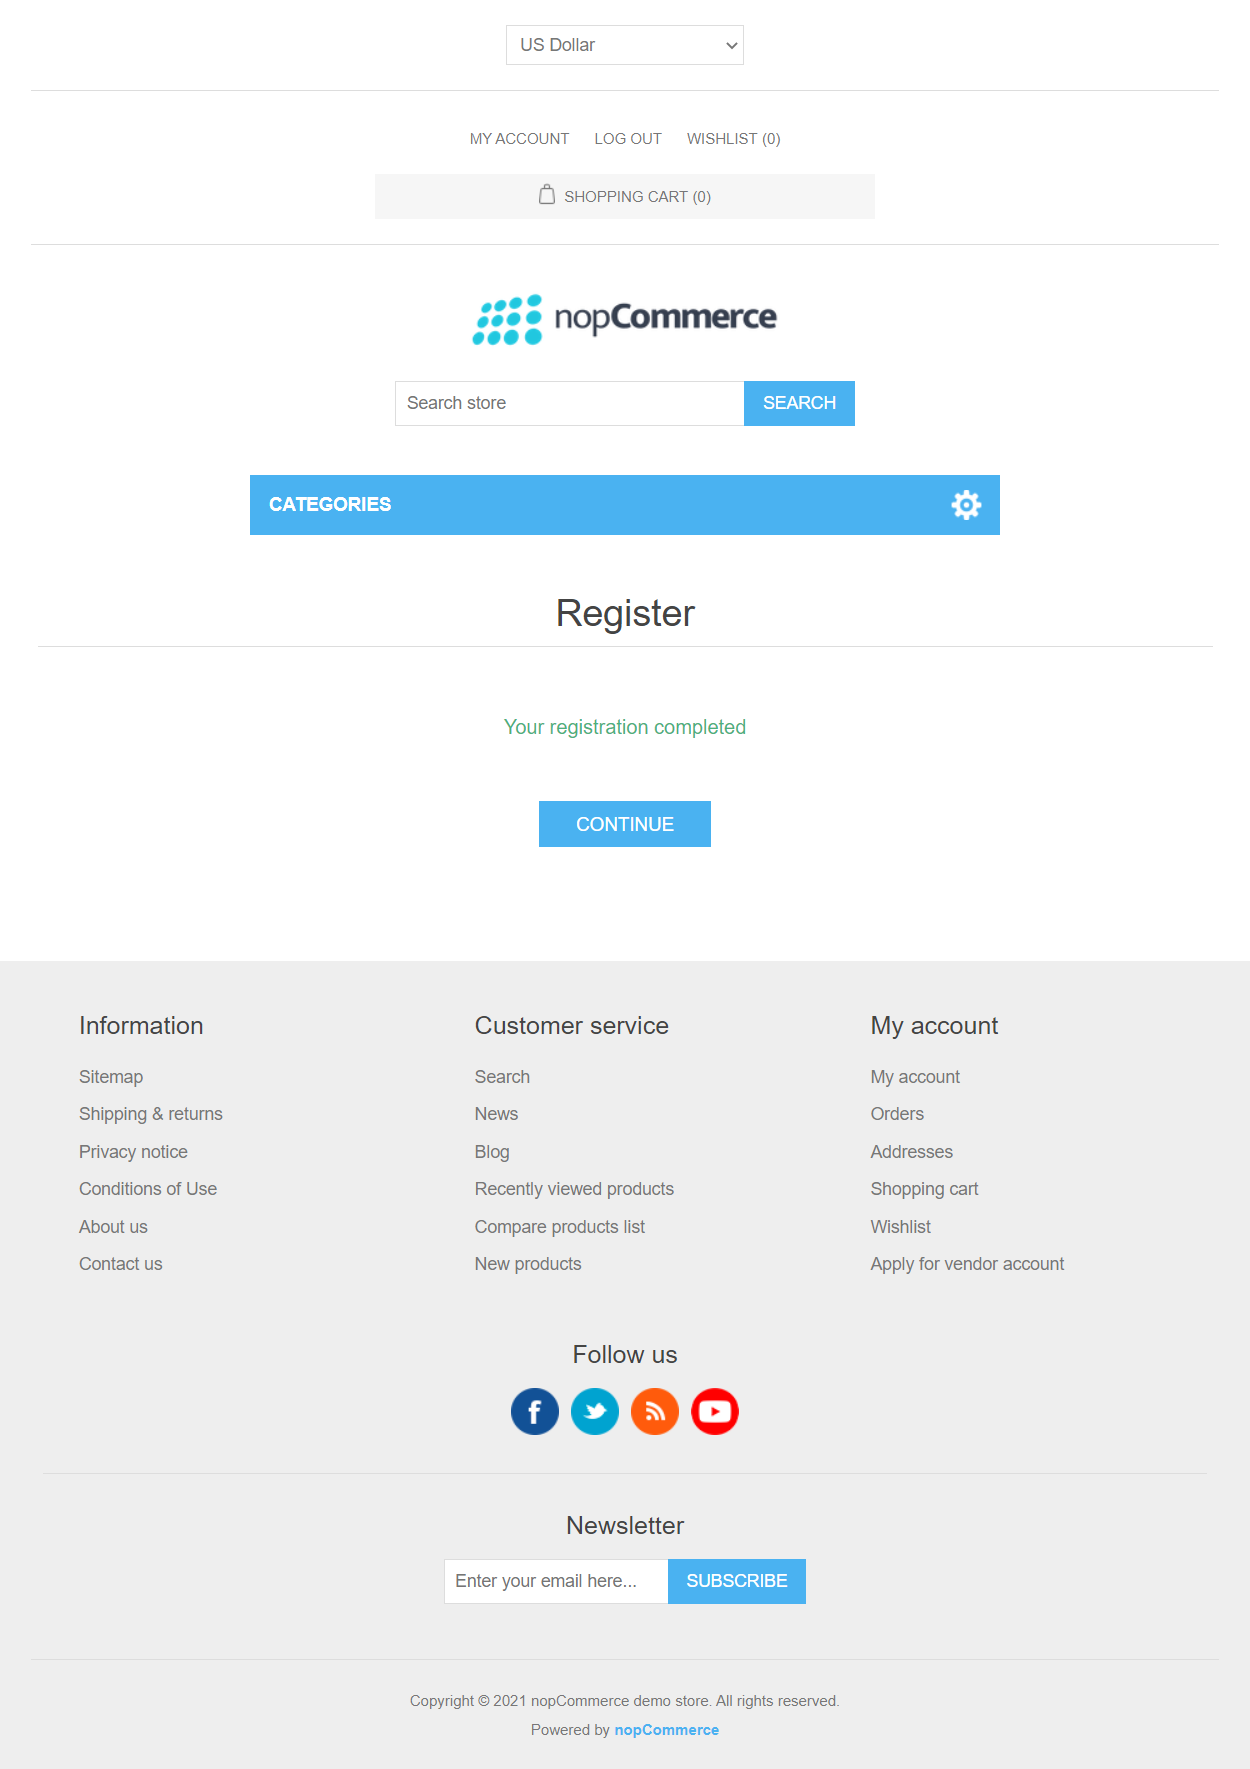 US Dollar
MY ACCOUNT LOG OUT WISHLIST (0)
SHOPPING CART (0)
nopCommerce
Search store SEARCH
CATEGORIES
Register
Your registration completed
CONTINUE
Information
Sitemap
Shipping & returns
Privacy notice
Conditions of Use
About us
Contact us
Customer service
Search
News
Blog
Recently viewed products
Compare products list
New products
My account
My account
Orders
Addresses
Shopping cart
Wishlist
Apply for vendor account
Follow us
Newsletter
Enter your email here... SUBSCRIBE
Copyright © 2021 nopCommerce demo store. All rights reserved.
Powered by nopCommerce